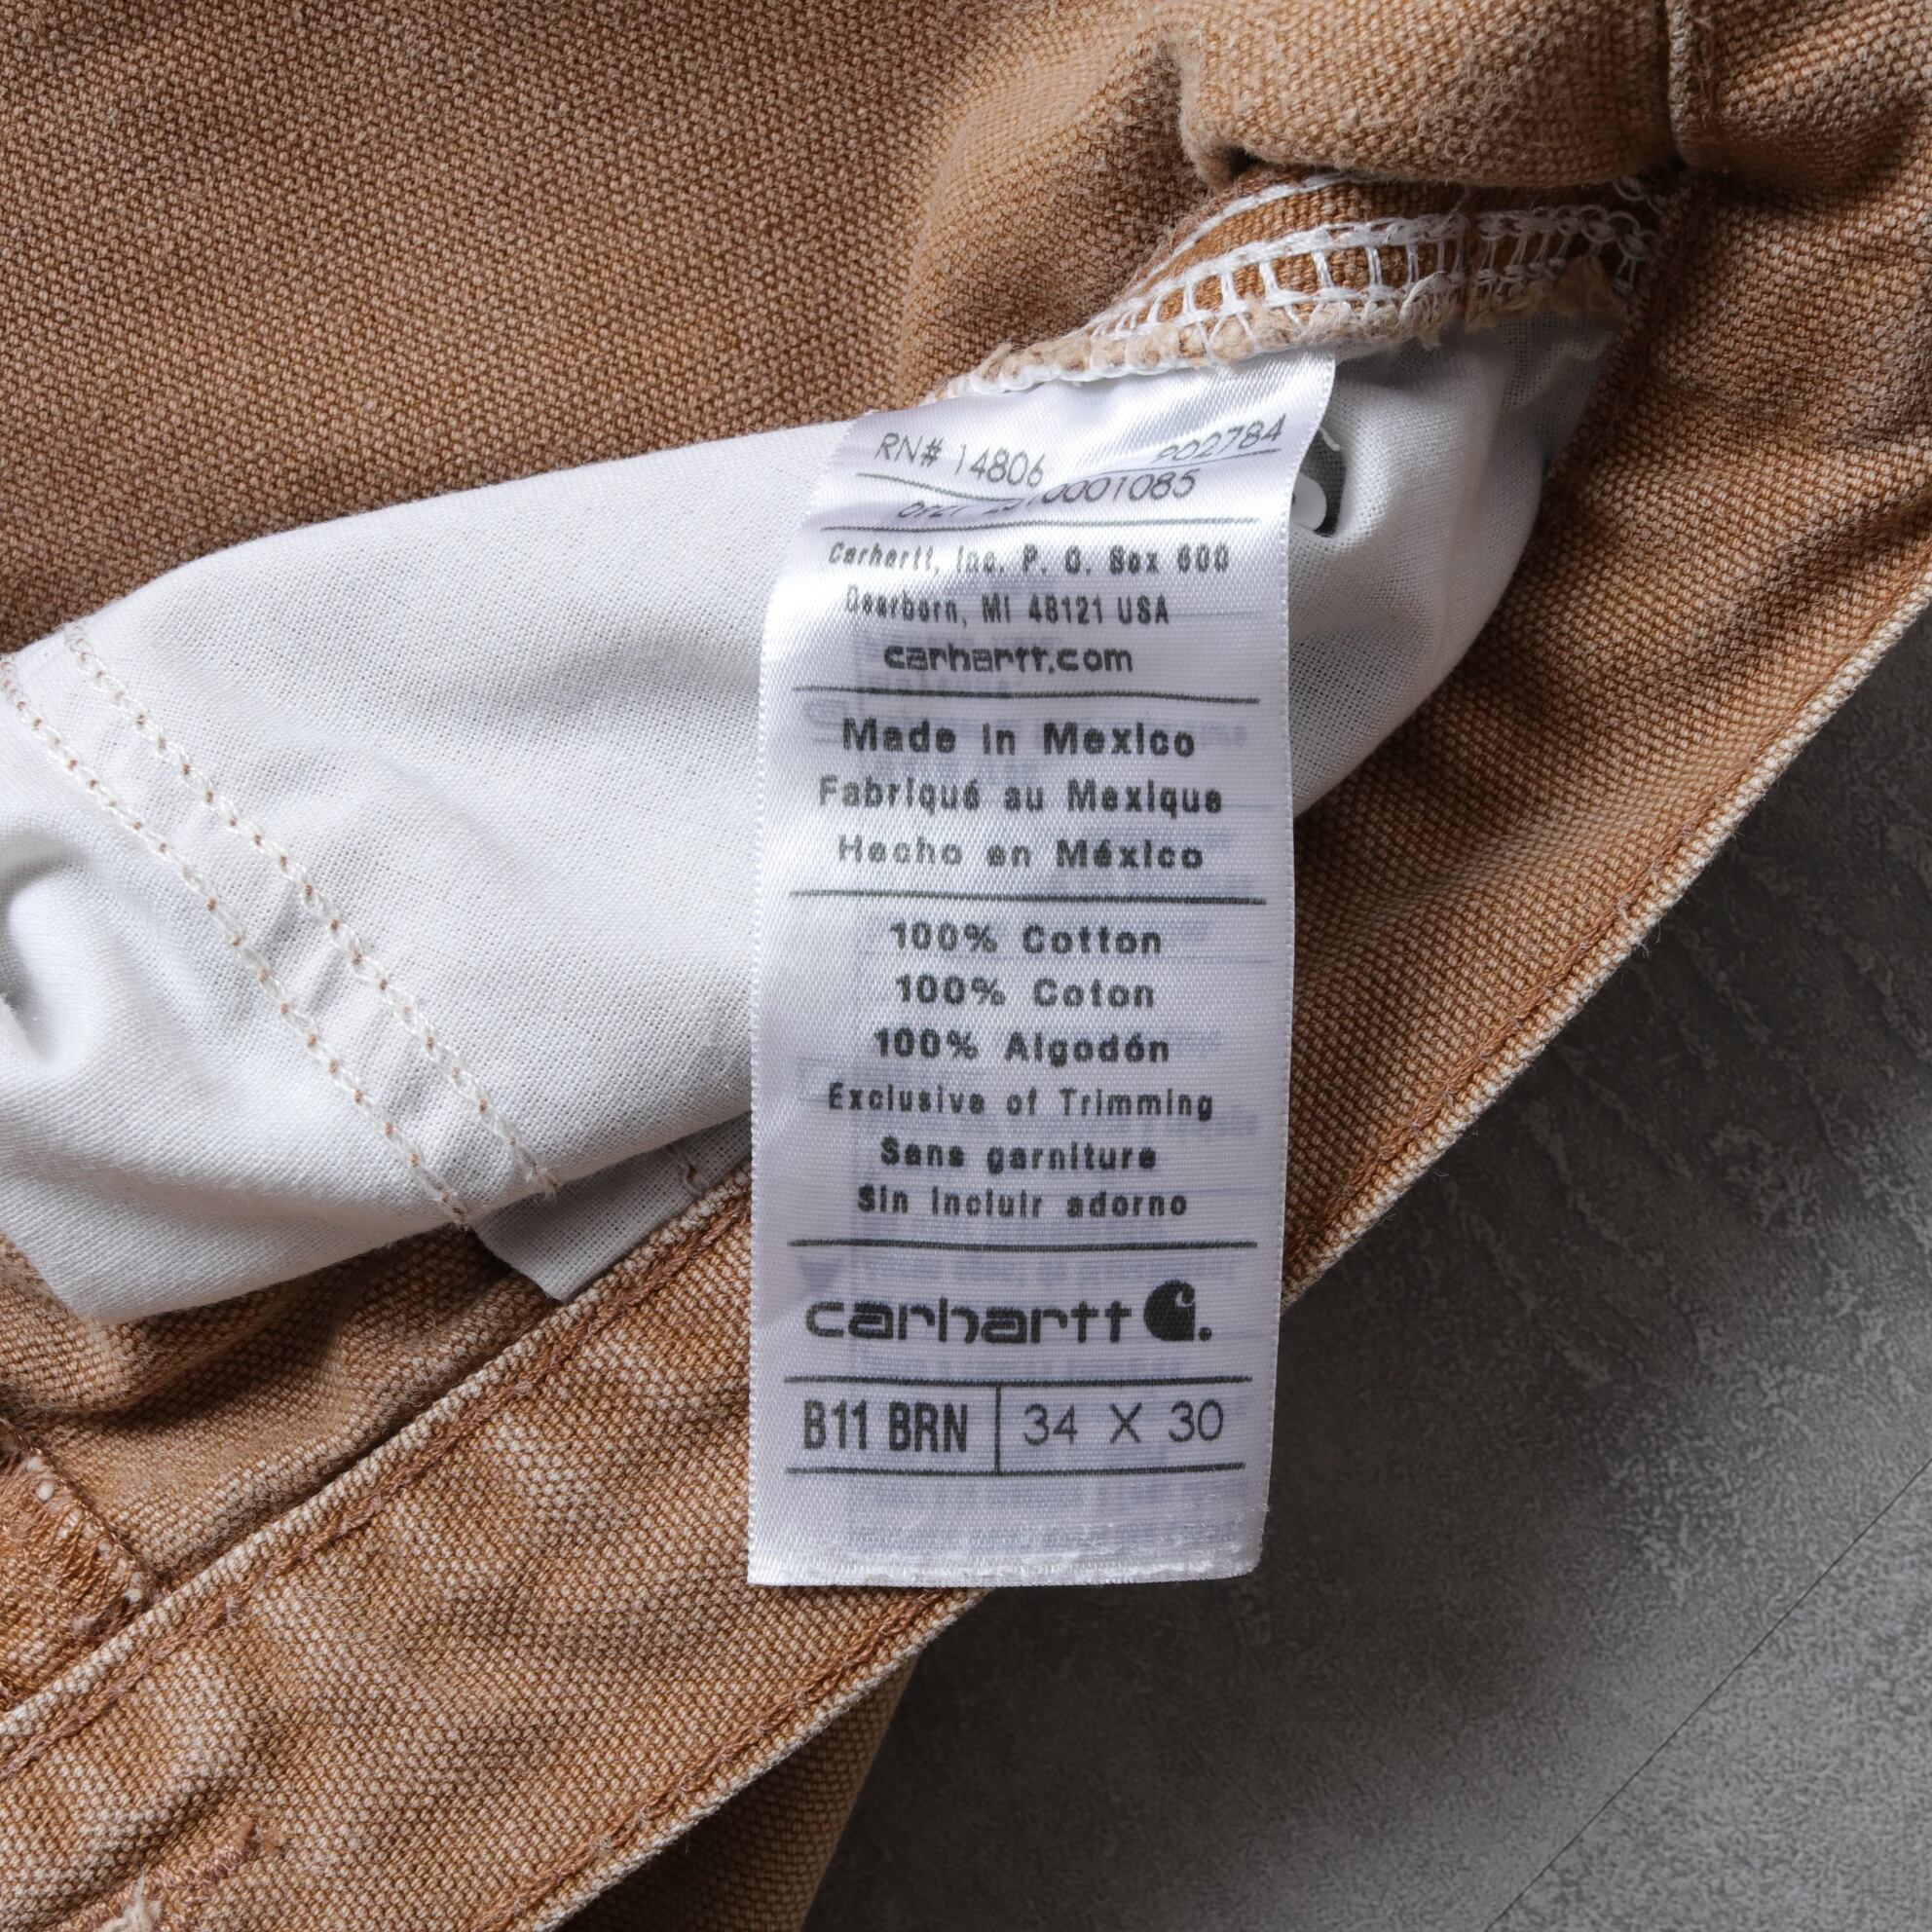 RN# 14806
Carhartt, Inc. P. O. Box 600
Dearborn, MI 48121 USA
carhartt.com
Made in Mexico
Fabriqué au Mexique
Hecho en México
100% Cotton
100% Coton
100% Algodón
Exclusive of Trimming
Sans garniture
Sin incluir adorno
carhartt
B11 BRN 34 X 30